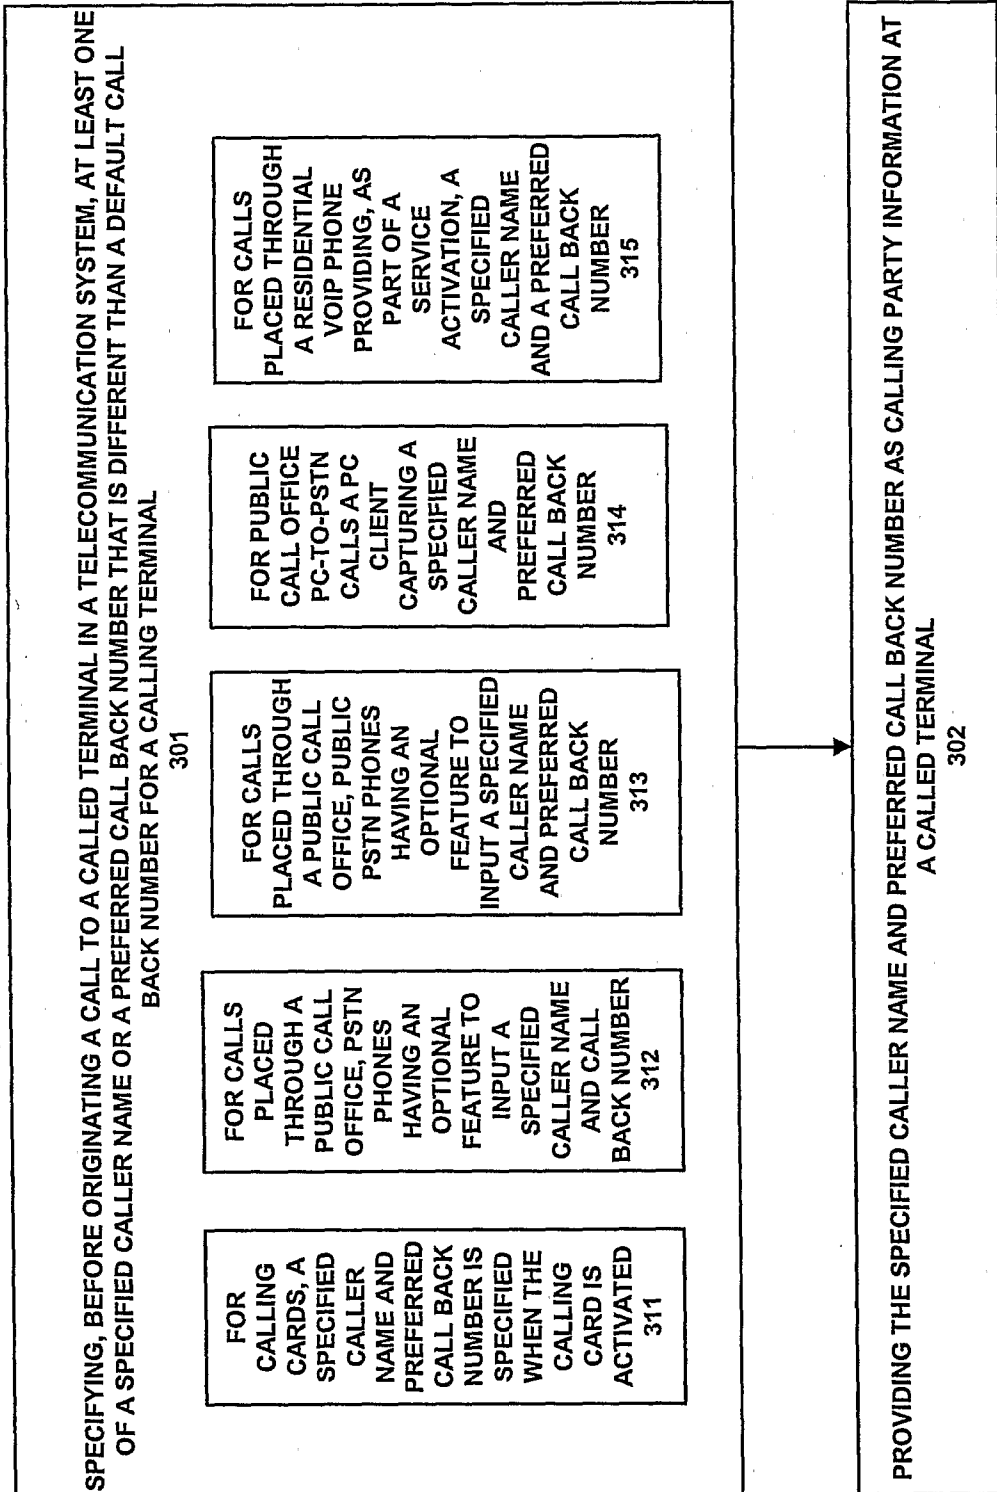 SPECIFYING, BEFORE ORIGINATING A CALL TO A CALLED TERMINAL IN A TELECOMMUNICATION SYSTEM, AT LEAST ONE
OF A SPECIFIED CALLER NAME OR A PREFERRED CALL BACK NUMBER THAT IS DIFFERENT THAN A DEFAULT CALL
BACK NUMBER FOR A CALLING TERMINAL
301
FOR
CALLING
CARDS, A
SPECIFIED
CALLER
NAME AND
PREFERRED
CALL BACK
NUMBER IS
SPECIFIED
WHEN THE
CALLING
CARD IS
ACTIVATED
311
FOR CALLS
PLACED
THROUGH A
PUBLIC CALL
OFFICE, PSTN
PHONES
HAVING AN
OPTIONAL
FEATURE TO
INPUT A
SPECIFIED
CALLER NAME
AND CALL
BACK NUMBER
312
FOR CALLS
PLACED THROUGH
A PUBLIC CALL
OFFICE, PUBLIC
PSTN PHONES
HAVING AN
OPTIONAL
FEATURE TO
INPUT A SPECIFIED
CALLER NAME
AND PREFERRED
CALL BACK
NUMBER
313
FOR PUBLIC
CALL OFFICE
PC-TO-PSTN
CALLS A PC
CLIENT
CAPTURING A
SPECIFIED
CALLER NAME
AND
PREFERRED
CALL BACK
NUMBER
314
FOR CALLS
PLACED THROUGH
A RESIDENTIAL
VOIP PHONE
PROVIDING, AS
PART OF A
SERVICE
ACTIVATION, A
SPECIFIED
CALLER NAME
AND A PREFERRED
CALL BACK
NUMBER
315
PROVIDING THE SPECIFIED CALLER NAME AND PREFERRED CALL BACK NUMBER AS CALLING PARTY INFORMATION AT
A CALLED TERMINAL
302